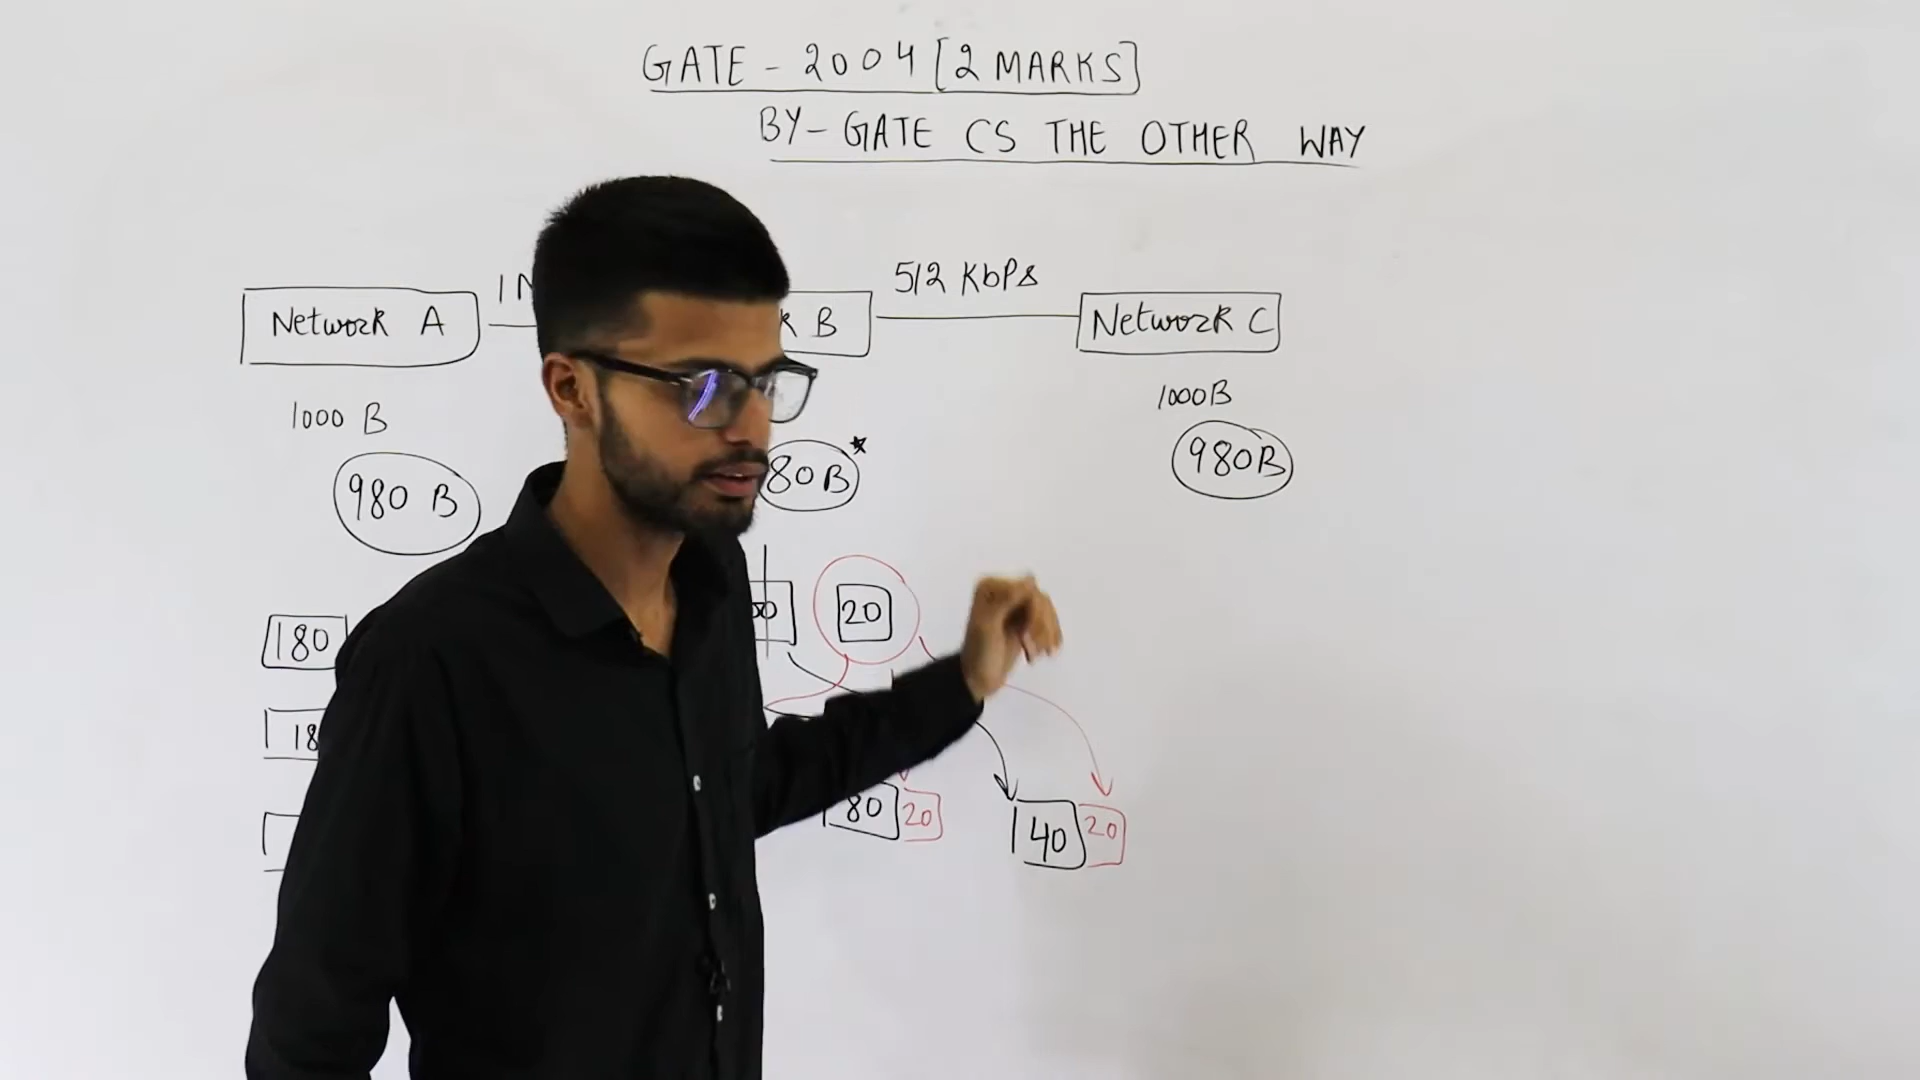 GATE - 2004 [2 MARKS]
BY- GATE CS THE OTHER WAY
512 Kbps
Network A
B
Network C
1000 B
1000B
980 B
80 B*
980B
180
20
18
80 20
40 20